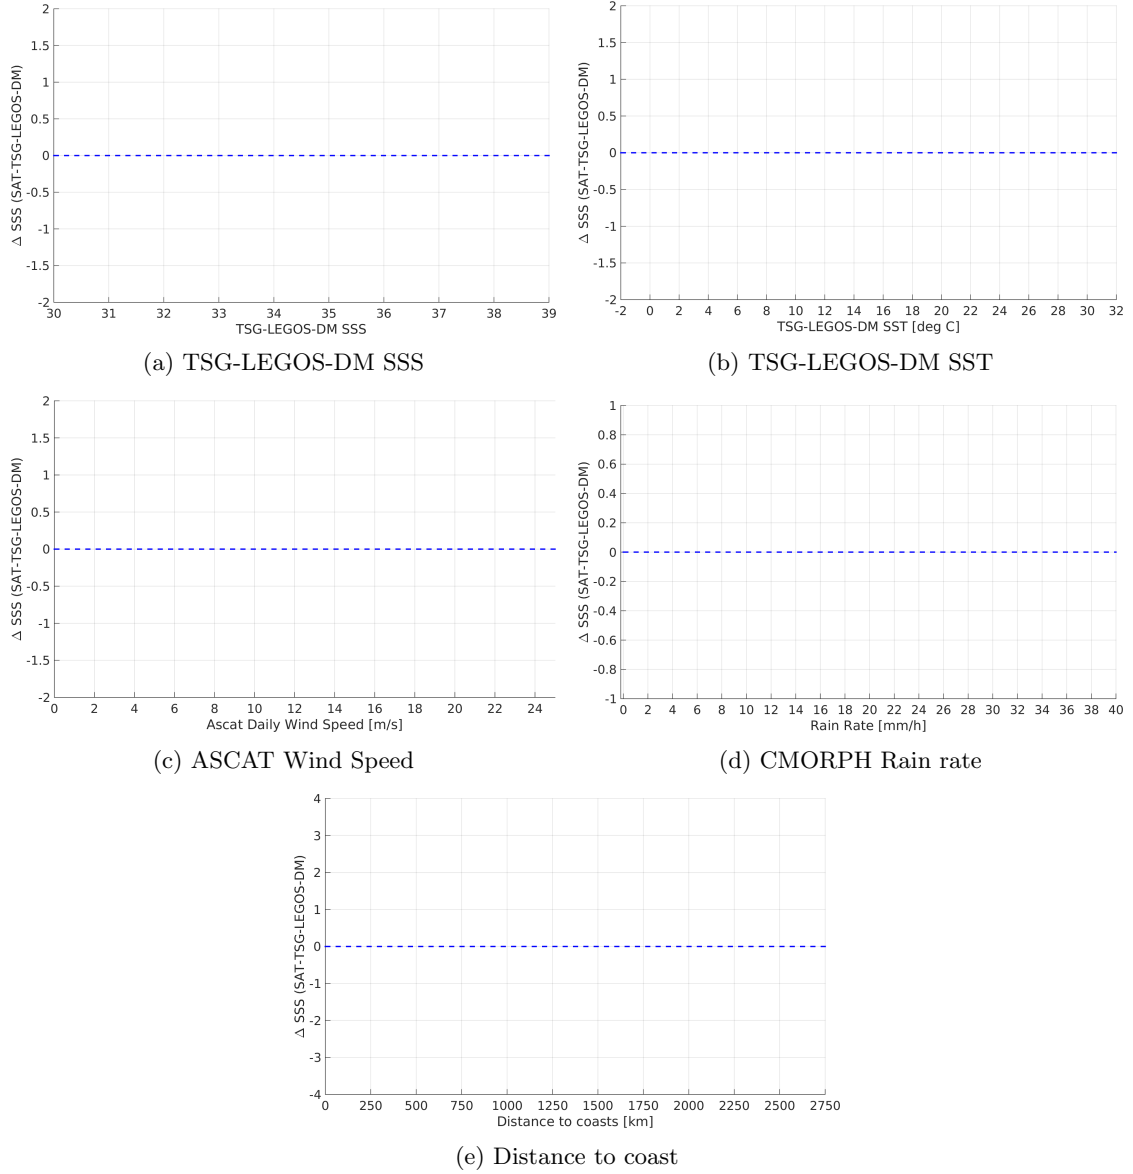 2
1.5
1
0.5
0
-0.5
-1
-1.5
-2
Δ SSS (SAT-TSG-LEGOS-DM)
30 31 32 33 34 35 36 37 38 39
TSG-LEGOS-DM SSS
(a) TSG-LEGOS-DM SSS
2
1.5
1
0.5
0
-0.5
-1
-1.5
-2
Δ SSS (SAT-TSG-LEGOS-DM)
-2 0 2 4 6 8 10 12 14 16 18 20 22 24 26 28 30 32
TSG-LEGOS-DM SST [deg C]
(b) TSG-LEGOS-DM SST
2
1.5
1
0.5
0
-0.5
-1
-1.5
-2
Δ SSS (SAT-TSG-LEGOS-DM)
0 2 4 6 8 10 12 14 16 18 20 22 24
Ascat Daily Wind Speed [m/s]
(c) ASCAT Wind Speed
1
0.8
0.6
0.4
0.2
0
-0.2
-0.4
-0.6
-0.8
-1
Δ SSS (SAT-TSG-LEGOS-DM)
0 2 4 6 8 10 12 14 16 18 20 22 24 26 28 30 32 34 36 38 40
Rain Rate [mm/h]
(d) CMORPH Rain rate
4
3
2
1
0
-1
-2
-3
-4
Δ SSS (SAT-TSG-LEGOS-DM)
0 250 500 750 1000 1250 1500 1750 2000 2250 2500 2750
Distance to coasts [km]
(e) Distance to coast